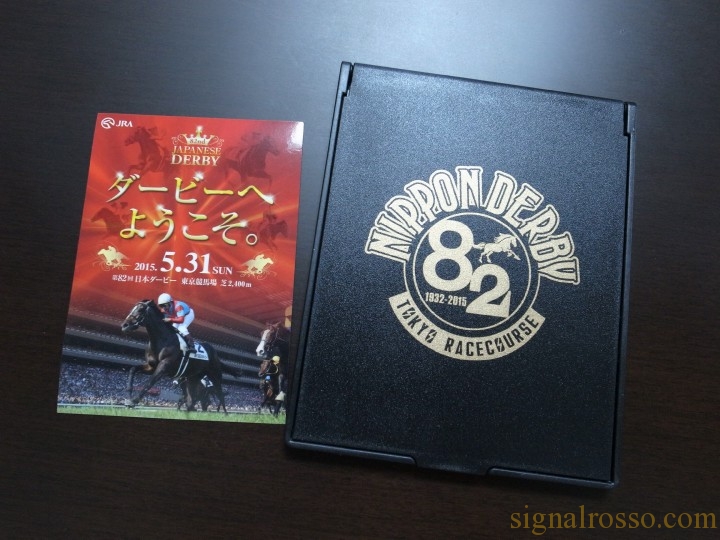 JRA
JAPANESE
DERBY
ダービーへ
ようこそ。
2015. 5.31 SUN
第82回 日本ダービー 東京競馬場 芝2,400m
NIPPON DERBY
82
1932-2015
TOKYO RACECOURSE
signalrosso.com